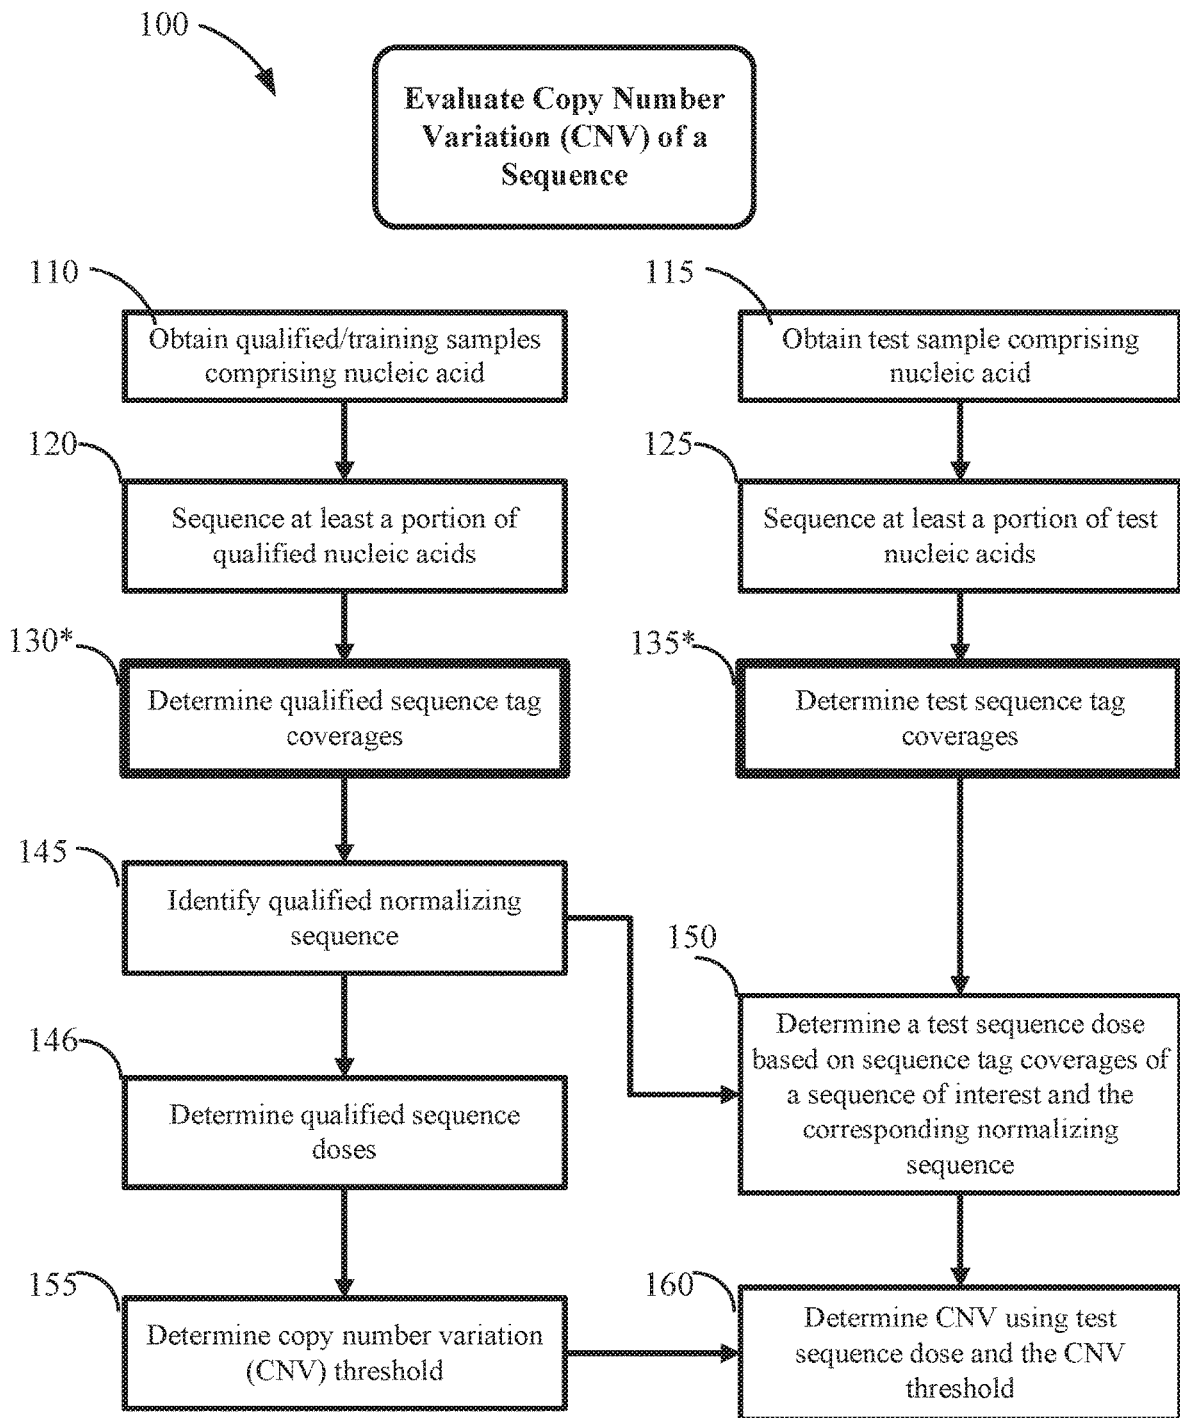 100
Evaluate Copy Number
Variation (CNV) of a
Sequence
110
Obtain qualified/training samples
comprising nucleic acid
115
Obtain test sample comprising
nucleic acid
120
Sequence at least a portion of
qualified nucleic acids
125
Sequence at least a portion of test
nucleic acids
130*
Determine qualified sequence tag
coverages
135*
Determine test sequence tag
coverages
145
Identify qualified normalizing
sequence
150
Determine a test sequence dose
based on sequence tag coverages of
a sequence of interest and the
corresponding normalizing
sequence
146
Determine qualified sequence
doses
155
Determine copy number variation
(CNV) threshold
160
Determine CNV using test
sequence dose and the CNV
threshold